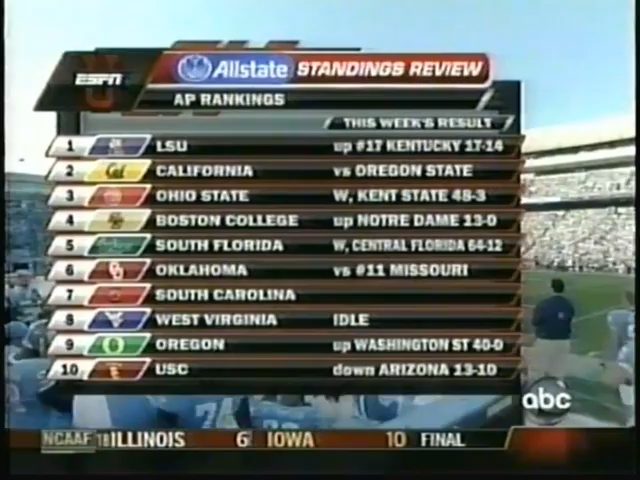 ESPN Allstate STANDINGS REVIEW
AP RANKINGS
THIS WEEK'S RESULT
1 LSU up #17 KENTUCKY 17-14
2 Cal CALIFORNIA vs OREGON STATE
3 OHIO STATE W, KENT STATE 48-3
4 BOSTON COLLEGE up NOTRE DAME 13-0
5 SOUTH FLORIDA W, CENTRAL FLORIDA 64-12
6 OU OKLAHOMA vs #11 MISSOURI
7 SOUTH CAROLINA
8 WV WEST VIRGINIA IDLE
9 O OREGON up WASHINGTON ST 40-0
10 USC down ARIZONA 13-10
abc
NCAAF 18 ILLINOIS 6 IOWA 10 FINAL